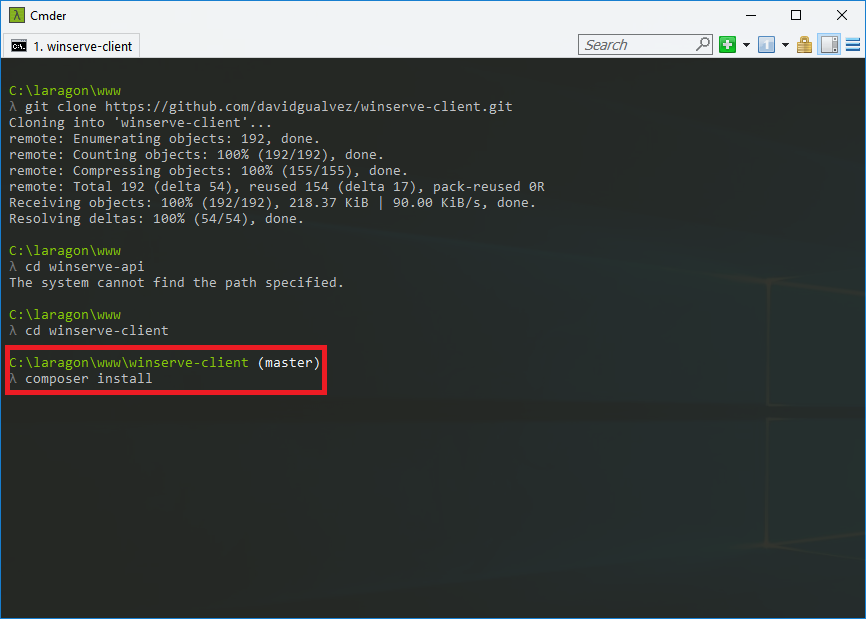 Cmder
1. winserve-client
Search
C:\laragon\www
λ git clone https://github.com/davidgualvez/winserve-client.git
Cloning into 'winserve-client'...
remote: Enumerating objects: 192, done.
remote: Counting objects: 100% (192/192), done.
remote: Compressing objects: 100% (155/155), done.
remote: Total 192 (delta 54), reused 154 (delta 17), pack-reused 0R
Receiving objects: 100% (192/192), 218.37 KiB | 90.00 KiB/s, done.
Resolving deltas: 100% (54/54), done.
C:\laragon\www
λ cd winserve-api
The system cannot find the path specified.
C:\laragon\www
λ cd winserve-client
C:\laragon\www\winserve-client (master)
λ composer install